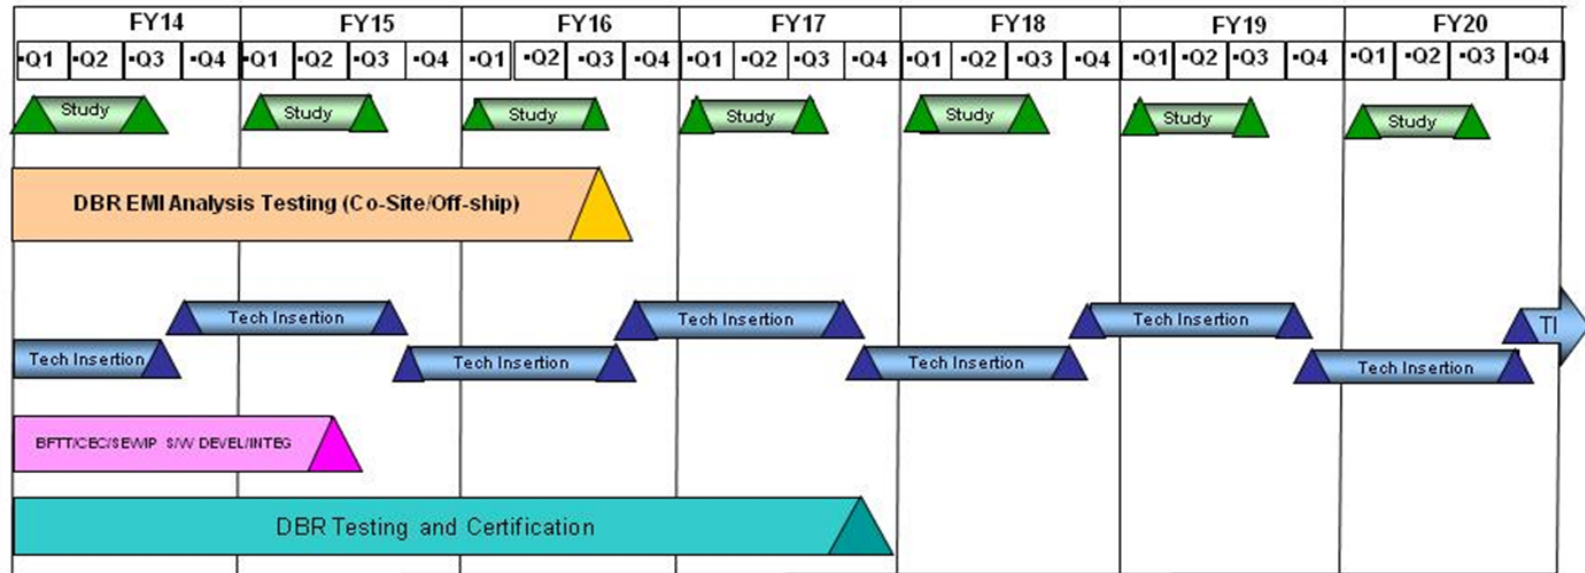 FY14 FY15 FY16 FY17 FY18 FY19 FY20
▪Q1 ▪Q2 ▪Q3 ▪Q4 ▪Q1 ▪Q2 ▪Q3 ▪Q4 ▪Q1 ▪Q2 ▪Q3 ▪Q4 ▪Q1 ▪Q2 ▪Q3 ▪Q4 ▪Q1 ▪Q2 ▪Q3 ▪Q4 ▪Q1 ▪Q2 ▪Q3 ▪Q4 ▪Q1 ▪Q2 ▪Q3 ▪Q4
Study Study Study Study Study Study Study
DBR EMI Analysis Testing (Co-Site/Off-ship)
Tech Insertion Tech Insertion Tech Insertion TI
Tech Insertion Tech Insertion Tech Insertion Tech Insertion
BFTT/CEC/SEWIP S/W DEVEL/INTEG
DBR Testing and Certification